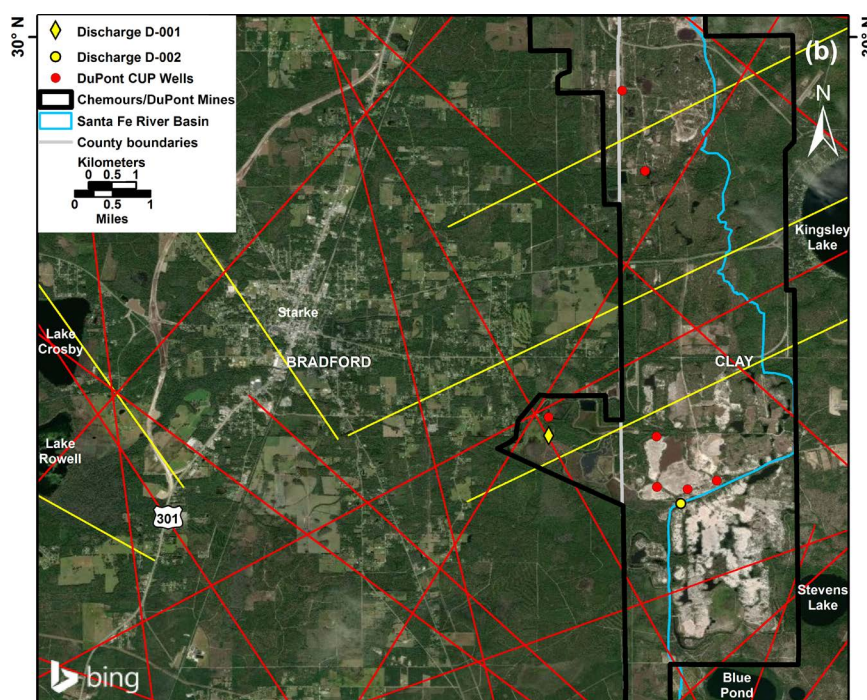 30°
Discharge D-001
Discharge D-002
DuPont CUP Wells
Chemours/DuPont Mines
Santa Fe River Basin
County boundaries
Kilometers
0 0.5 1
0 0.5 1
Miles
(b)
30°
N
Kingsley
Lake
Starke
Lake
Crosby
BRADFORD
CLAY
Lake
Rowell
301
Stevens
Lake
bing
Blue
Pond